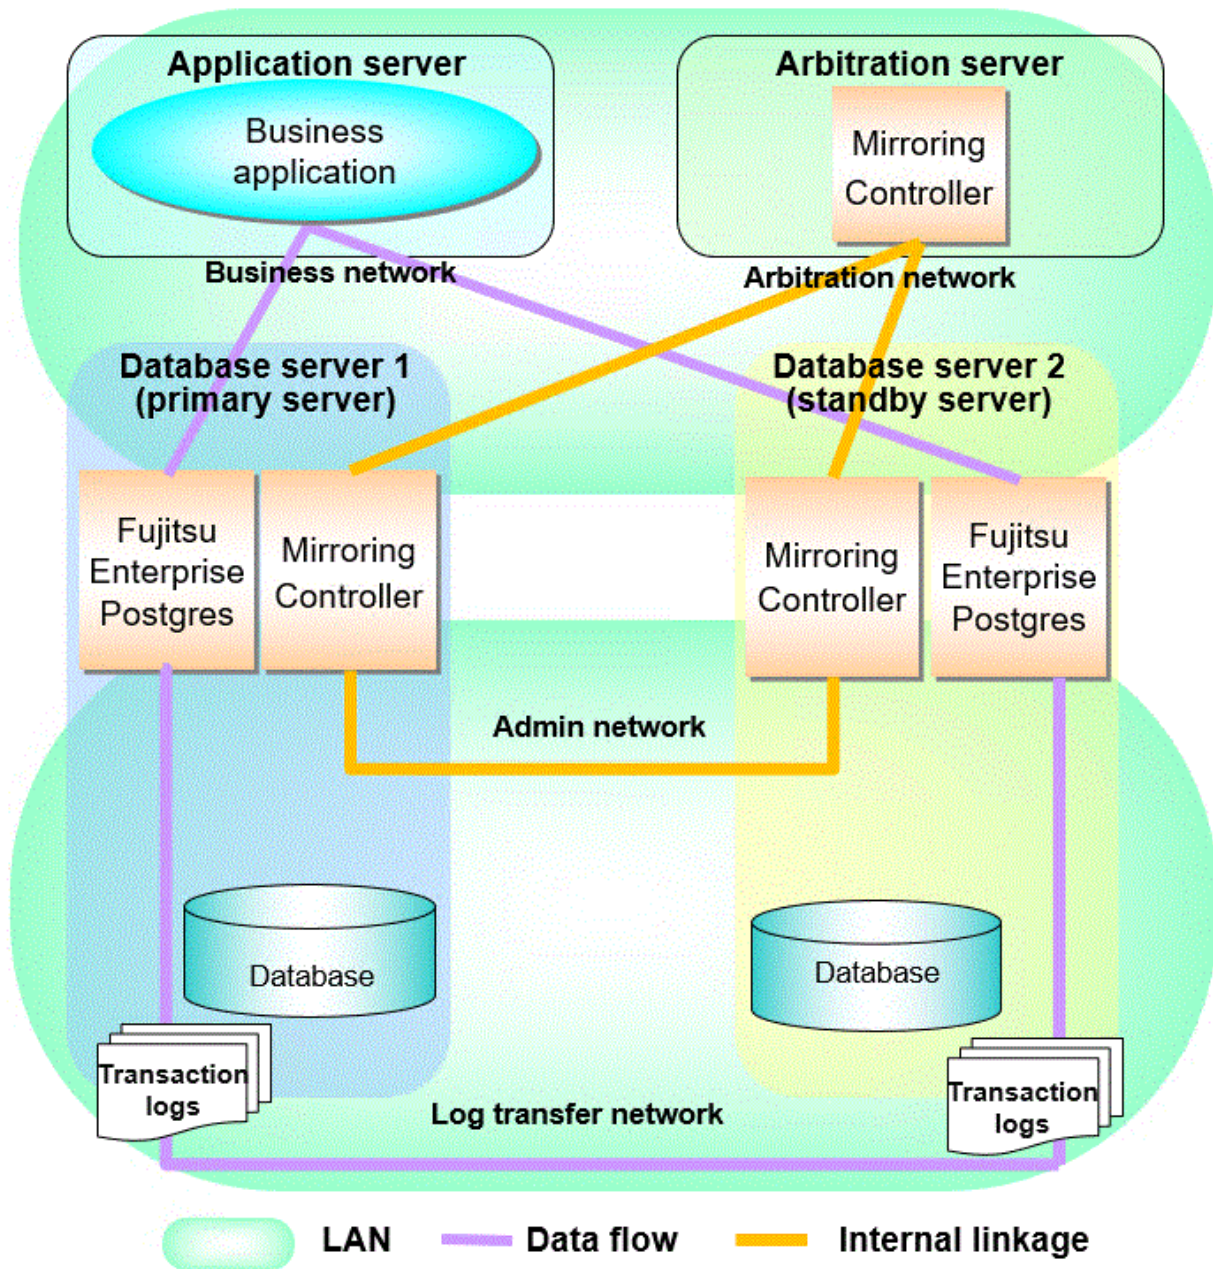 Application server
Business
application
Arbitration server
Mirroring
Controller
Business network
Arbitration network
Database server 1
(primary server)
Database server 2
(standby server)
Fujitsu
Enterprise
Postgres
Mirroring
Controller
Mirroring
Controller
Fujitsu
Enterprise
Postgres
Admin network
Database
Database
Transaction
logs
Transaction
logs
Log transfer network
LAN
Data flow
Internal linkage